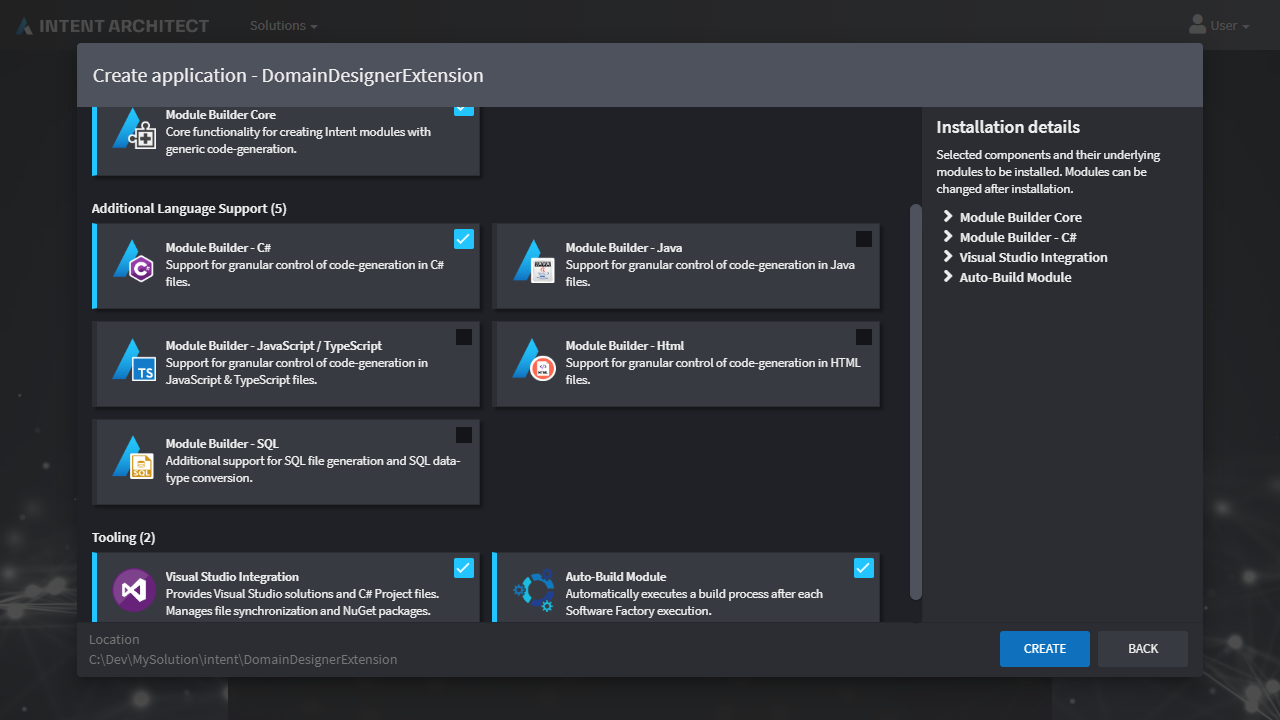 INTENT ARCHITECT
Solutions
User
Create application - DomainDesignerExtension
Module Builder Core
Core functionality for creating Intent modules with
generic code-generation.
Additional Language Support (5)
Module Builder - C#
Support for granular control of code-generation in C#
files.
Module Builder - Java
Support for granular control of code-generation in Java
files.
Module Builder - JavaScript / TypeScript
Support for granular control of code-generation in
JavaScript & TypeScript files.
TS
Module Builder - Html
Support for granular control of code-generation in HTML
files.
Module Builder - SQL
Additional support for SQL file generation and SQL data-
type conversion.
SQL
Tooling (2)
Visual Studio Integration
Provides Visual Studio solutions and C# Project files.
Manages file synchronization and NuGet packages.
Auto-Build Module
Automatically executes a build process after each
Software Factory execution.
Installation details
Selected components and their underlying
modules to be installed. Modules can be
changed after installation.
Module Builder Core
Module Builder - C#
Visual Studio Integration
Auto-Build Module
Location
C:\Dev\MySolution\intent\DomainDesignerExtension
CREATE
BACK